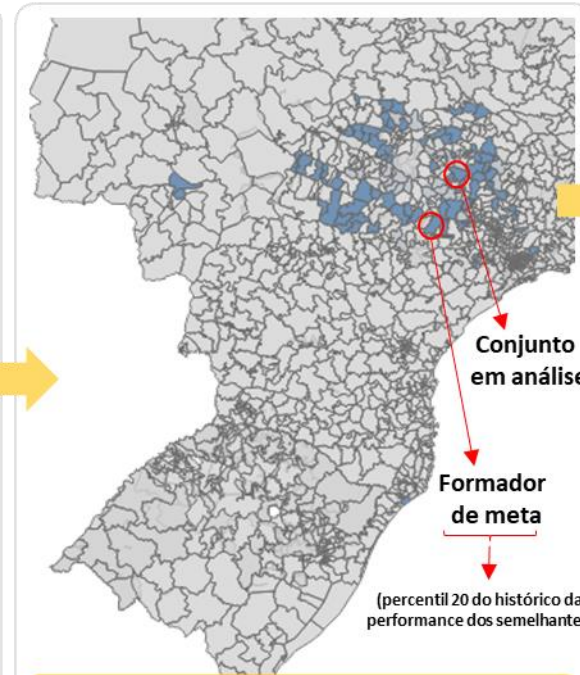 Conjunto
em análise
Formador
de meta
(percentil 20 do histórico da
performance dos semelhante